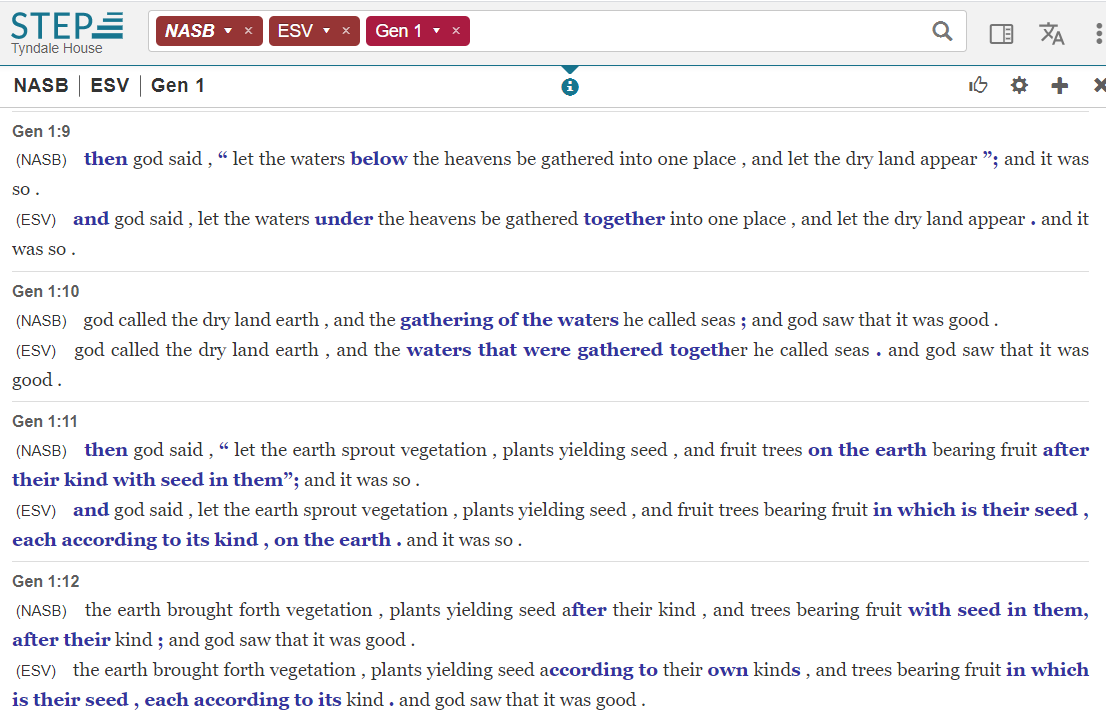 STEP
Tyndale House
NASB ▾ × ESV ▾ × Gen 1 ▾ ×
NASB | ESV | Gen 1
Gen 1:9
(NASB) then god said , “ let the waters below the heavens be gathered into one place , and let the dry land appear ”; and it was
so .
(ESV) and god said , let the waters under the heavens be gathered together into one place , and let the dry land appear . and it
was so .
Gen 1:10
(NASB) god called the dry land earth , and the gathering of the waters he called seas ; and god saw that it was good .
(ESV) god called the dry land earth , and the waters that were gathered together he called seas . and god saw that it was
good .
Gen 1:11
(NASB) then god said , “ let the earth sprout vegetation , plants yielding seed , and fruit trees on the earth bearing fruit after
their kind with seed in them”; and it was so .
(ESV) and god said , let the earth sprout vegetation , plants yielding seed , and fruit trees bearing fruit in which is their seed ,
each according to its kind , on the earth . and it was so .
Gen 1:12
(NASB) the earth brought forth vegetation , plants yielding seed after their kind , and trees bearing fruit with seed in them,
after their kind ; and god saw that it was good .
(ESV) the earth brought forth vegetation , plants yielding seed according to their own kinds , and trees bearing fruit in which
is their seed , each according to its kind . and god saw that it was good .